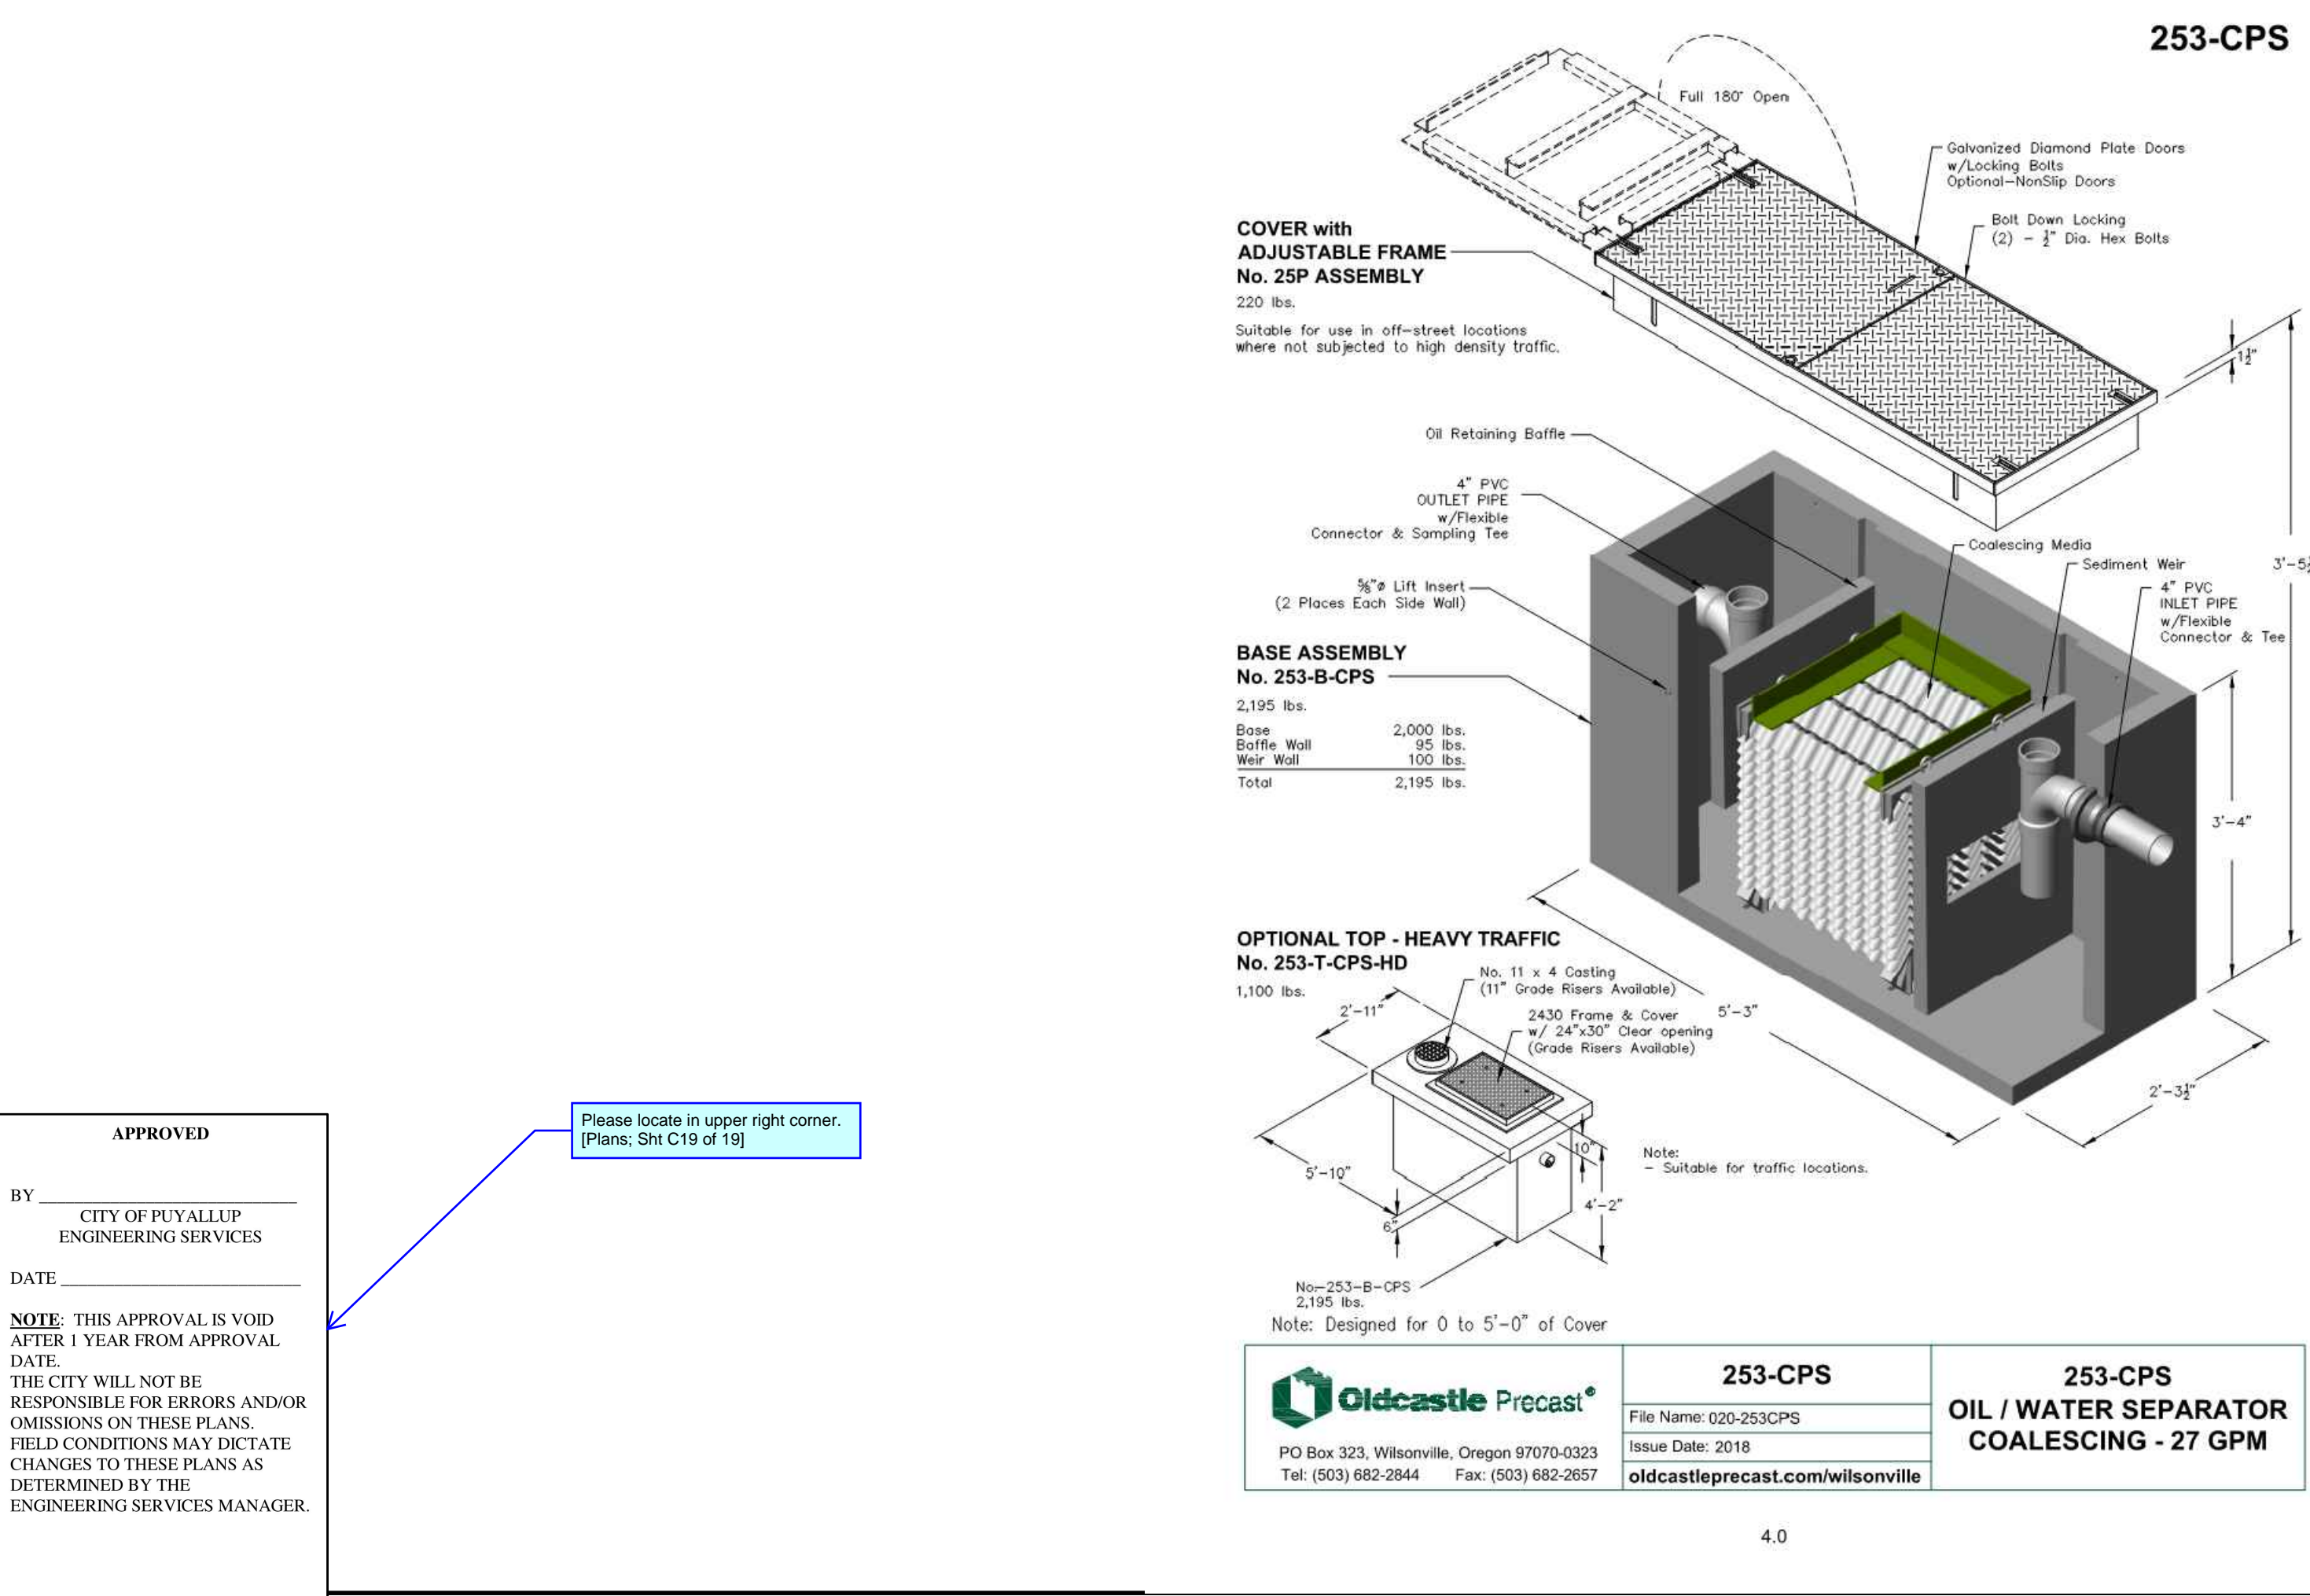 253-CPS
Full 180° Open
Galvanized Diamond Plate Doors
w/Locking Bolts
Optional-NonSlip Doors
Bolt Down Locking
(2) - ½" Dia. Hex Bolts
COVER with
ADJUSTABLE FRAME
No. 25P ASSEMBLY
220 lbs.
Suitable for use in off-street locations
where not subjected to high density traffic.
1½"
Oil Retaining Baffle
4" PVC
OUTLET PIPE
w/Flexible
Connector & Sampling Tee
Coalescing Media
Sediment Weir
3'-5
4" PVC
INLET PIPE
w/Flexible
Connector & Tee
⅝"ø Lift Insert
(2 Places Each Side Wall)
BASE ASSEMBLY
No. 253-B-CPS
2,195 lbs.
Base 2,000 lbs.
Baffle Wall 95 lbs.
Weir Wall 100 lbs.
Total 2,195 lbs.
3'-4"
OPTIONAL TOP - HEAVY TRAFFIC
No. 253-T-CPS-HD
1,100 lbs.
No. 11 x 4 Casting
(11" Grade Risers Available)
2'-11"
2430 Frame & Cover
w/ 24"x30" Clear opening
(Grade Risers Available)
5'-3"
2'-3½"
10"
5'-10"
4'-2"
6"
Note:
- Suitable for traffic locations.
No.-253-B-CPS
2,195 lbs.
Note: Designed for 0 to 5'-0" of Cover
Oldcastle Precast®
PO Box 323, Wilsonville, Oregon 97070-0323
Tel: (503) 682-2844 Fax: (503) 682-2657
253-CPS
File Name: 020-253CPS
Issue Date: 2018
oldcastleprecast.com/wilsonville
253-CPS
OIL / WATER SEPARATOR
COALESCING - 27 GPM
4.0
Please locate in upper right corner.
[Plans; Sht C19 of 19]
APPROVED
BY
CITY OF PUYALLUP
ENGINEERING SERVICES
DATE
NOTE: THIS APPROVAL IS VOID
AFTER 1 YEAR FROM APPROVAL
DATE.
THE CITY WILL NOT BE
RESPONSIBLE FOR ERRORS AND/OR
OMISSIONS ON THESE PLANS.
FIELD CONDITIONS MAY DICTATE
CHANGES TO THESE PLANS AS
DETERMINED BY THE
ENGINEERING SERVICES MANAGER.